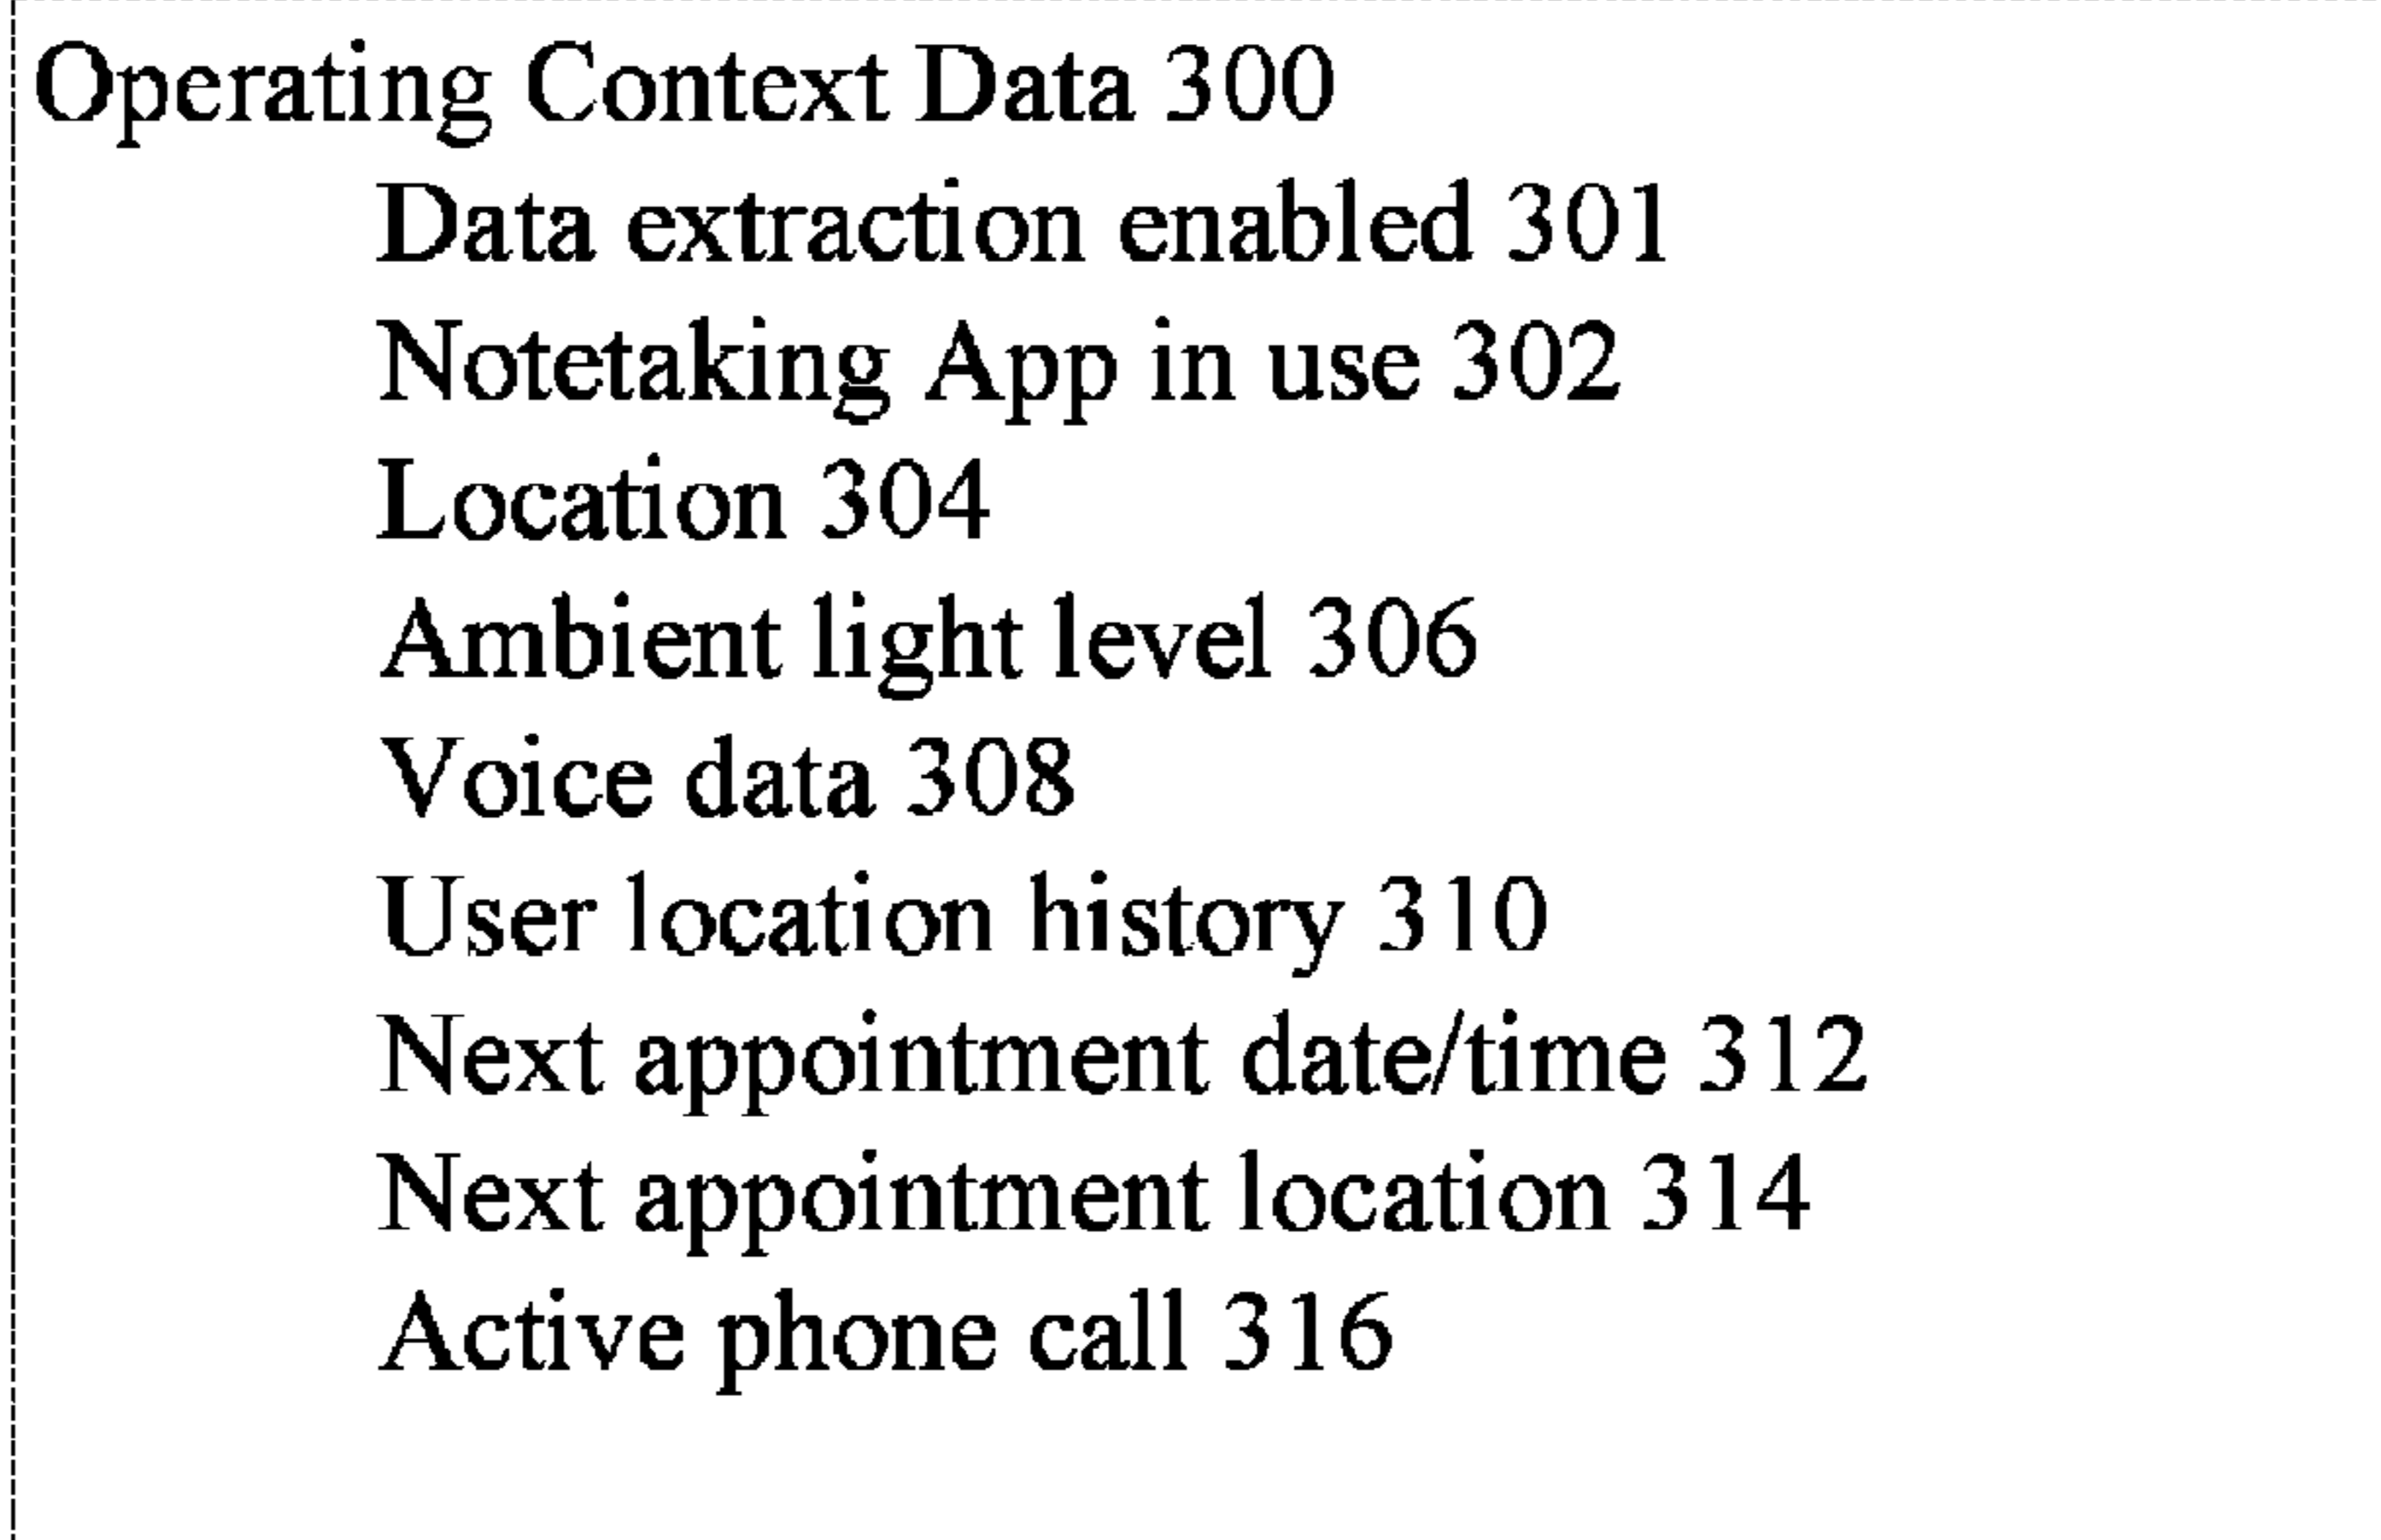 Operating Context Data 300
Data extraction enabled 301
Notetaking App in use 302
Location 304
Ambient light level 306
Voice data 308
User location history 310
Next appointment date/time 312
Next appointment location 314
Active phone call 316